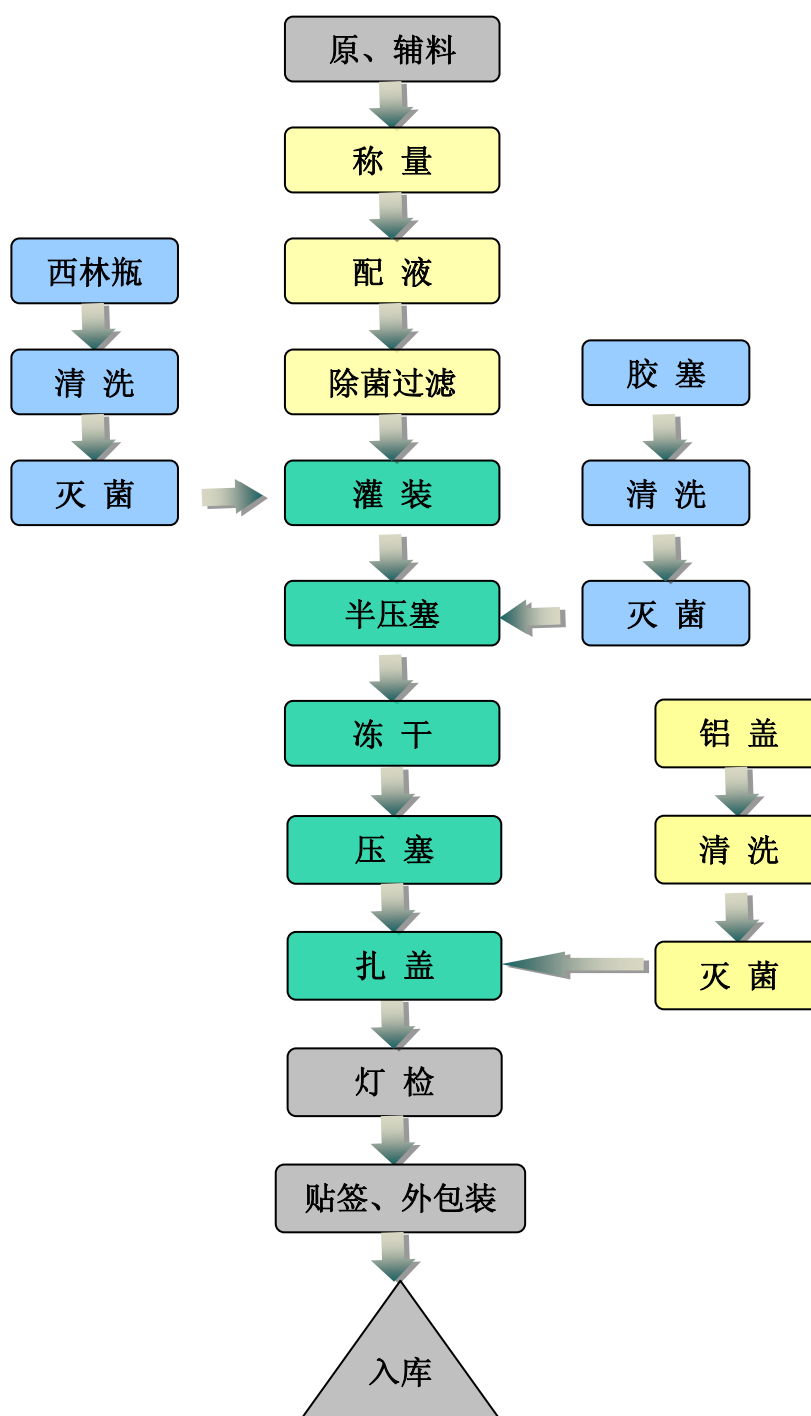 原、辅料
称 量
西林瓶
配 液
清 洗
除菌过滤
胶 塞
灭 菌
灌 装
清 洗
半压塞
灭 菌
冻 干
铝 盖
压 塞
清 洗
扎 盖
灭 菌
灯 检
贴签、外包装
入库